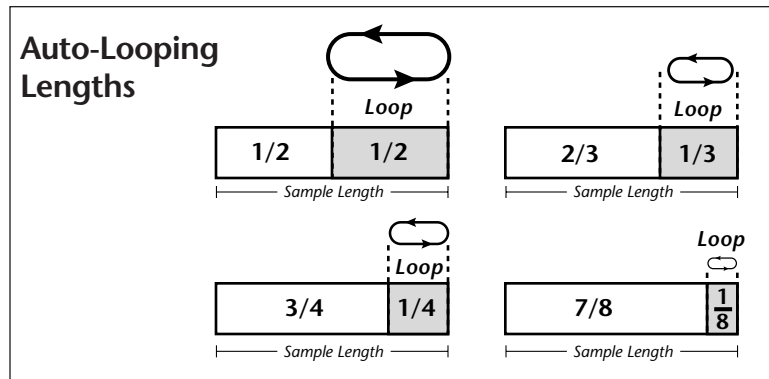 Auto-Looping
Lengths
Loop
1/2 1/2
Sample Length
Loop
2/3 1/3
Sample Length
Loop
3/4 1/4
Sample Length
Loop
7/8 1/8
Sample Length